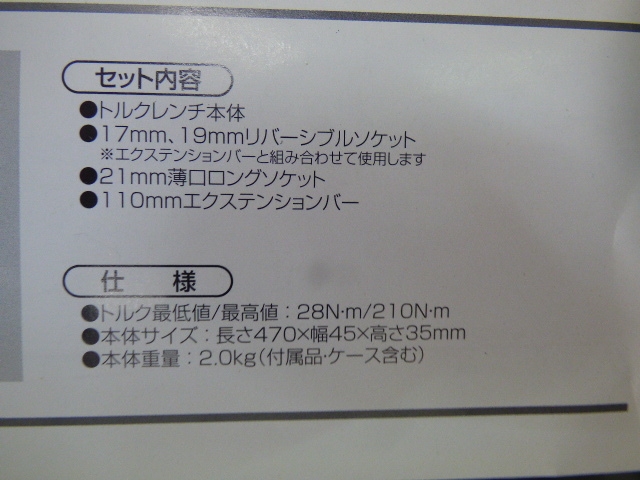 セット内容
●トルクレンチ本体
●17mm、19mmリバーシブルソケット
※エクステンションバーと組み合わせて使用します
●21mm薄口ロングソケット
●110mmエクステンションバー
仕 様
●トルク最低値/最高値：28N·m/210N·m
●本体サイズ：長さ470×幅45×高さ35mm
●本体重量：2.0kg(付属品･ケース含む)